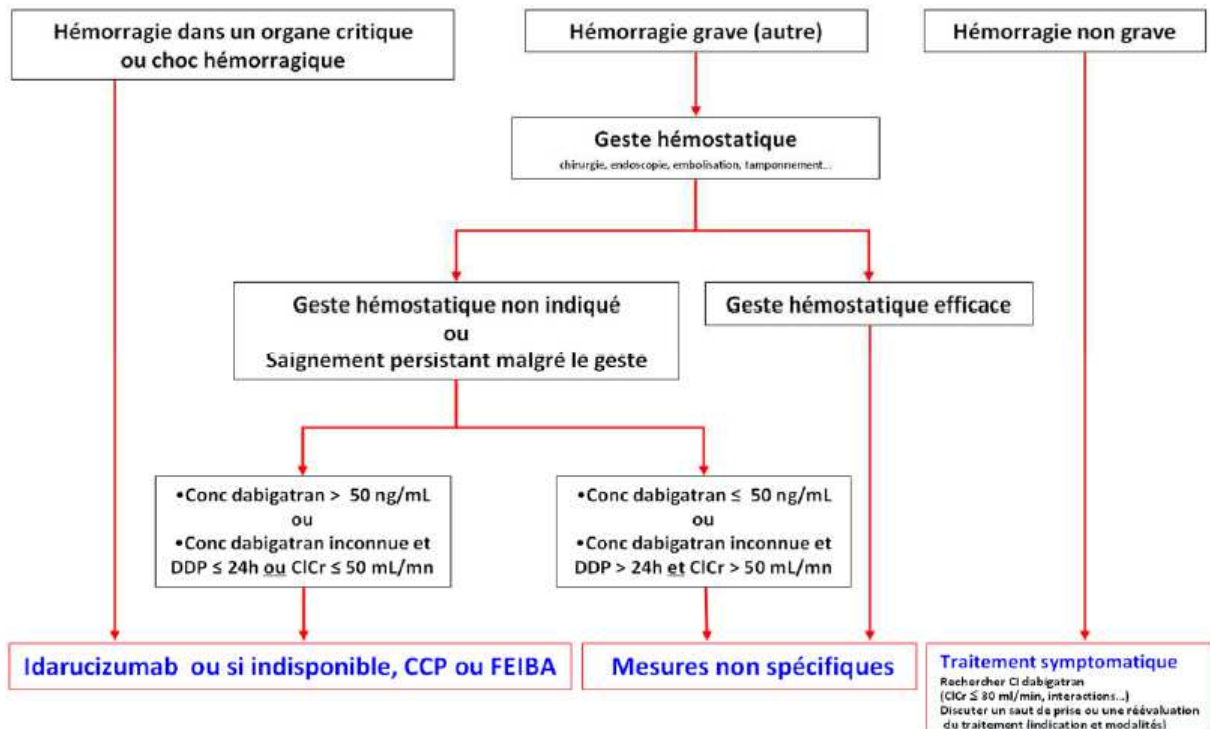 Hémorragie dans un organe critique
ou choc hémorragique
Hémorragie grave (autre)
Hémorragie non grave
Geste hémostatique
chirurgie, endoscopie, embolisation, tamponnement...
Geste hémostatique non indiqué
ou
Saignement persistant malgré le geste
Geste hémostatique efficace
•Conc dabigatran > 50 ng/mL
ou
•Conc dabigatran inconnue et
DDP ≤ 24h ou ClCr ≤ 50 mL/mn
•Conc dabigatran ≤ 50 ng/mL
ou
•Conc dabigatran inconnue et
DDP > 24h et ClCr > 50 mL/mn
Idarucizumab ou si indisponible, CCP ou FEIBA
Mesures non spécifiques
Traitement symptomatique
Rechercher CI dabigatran
(ClCr ≤ 30 ml/min, interactions...)
Discuter un saut de prise ou une réévaluation
du traitement (indication et modalités)